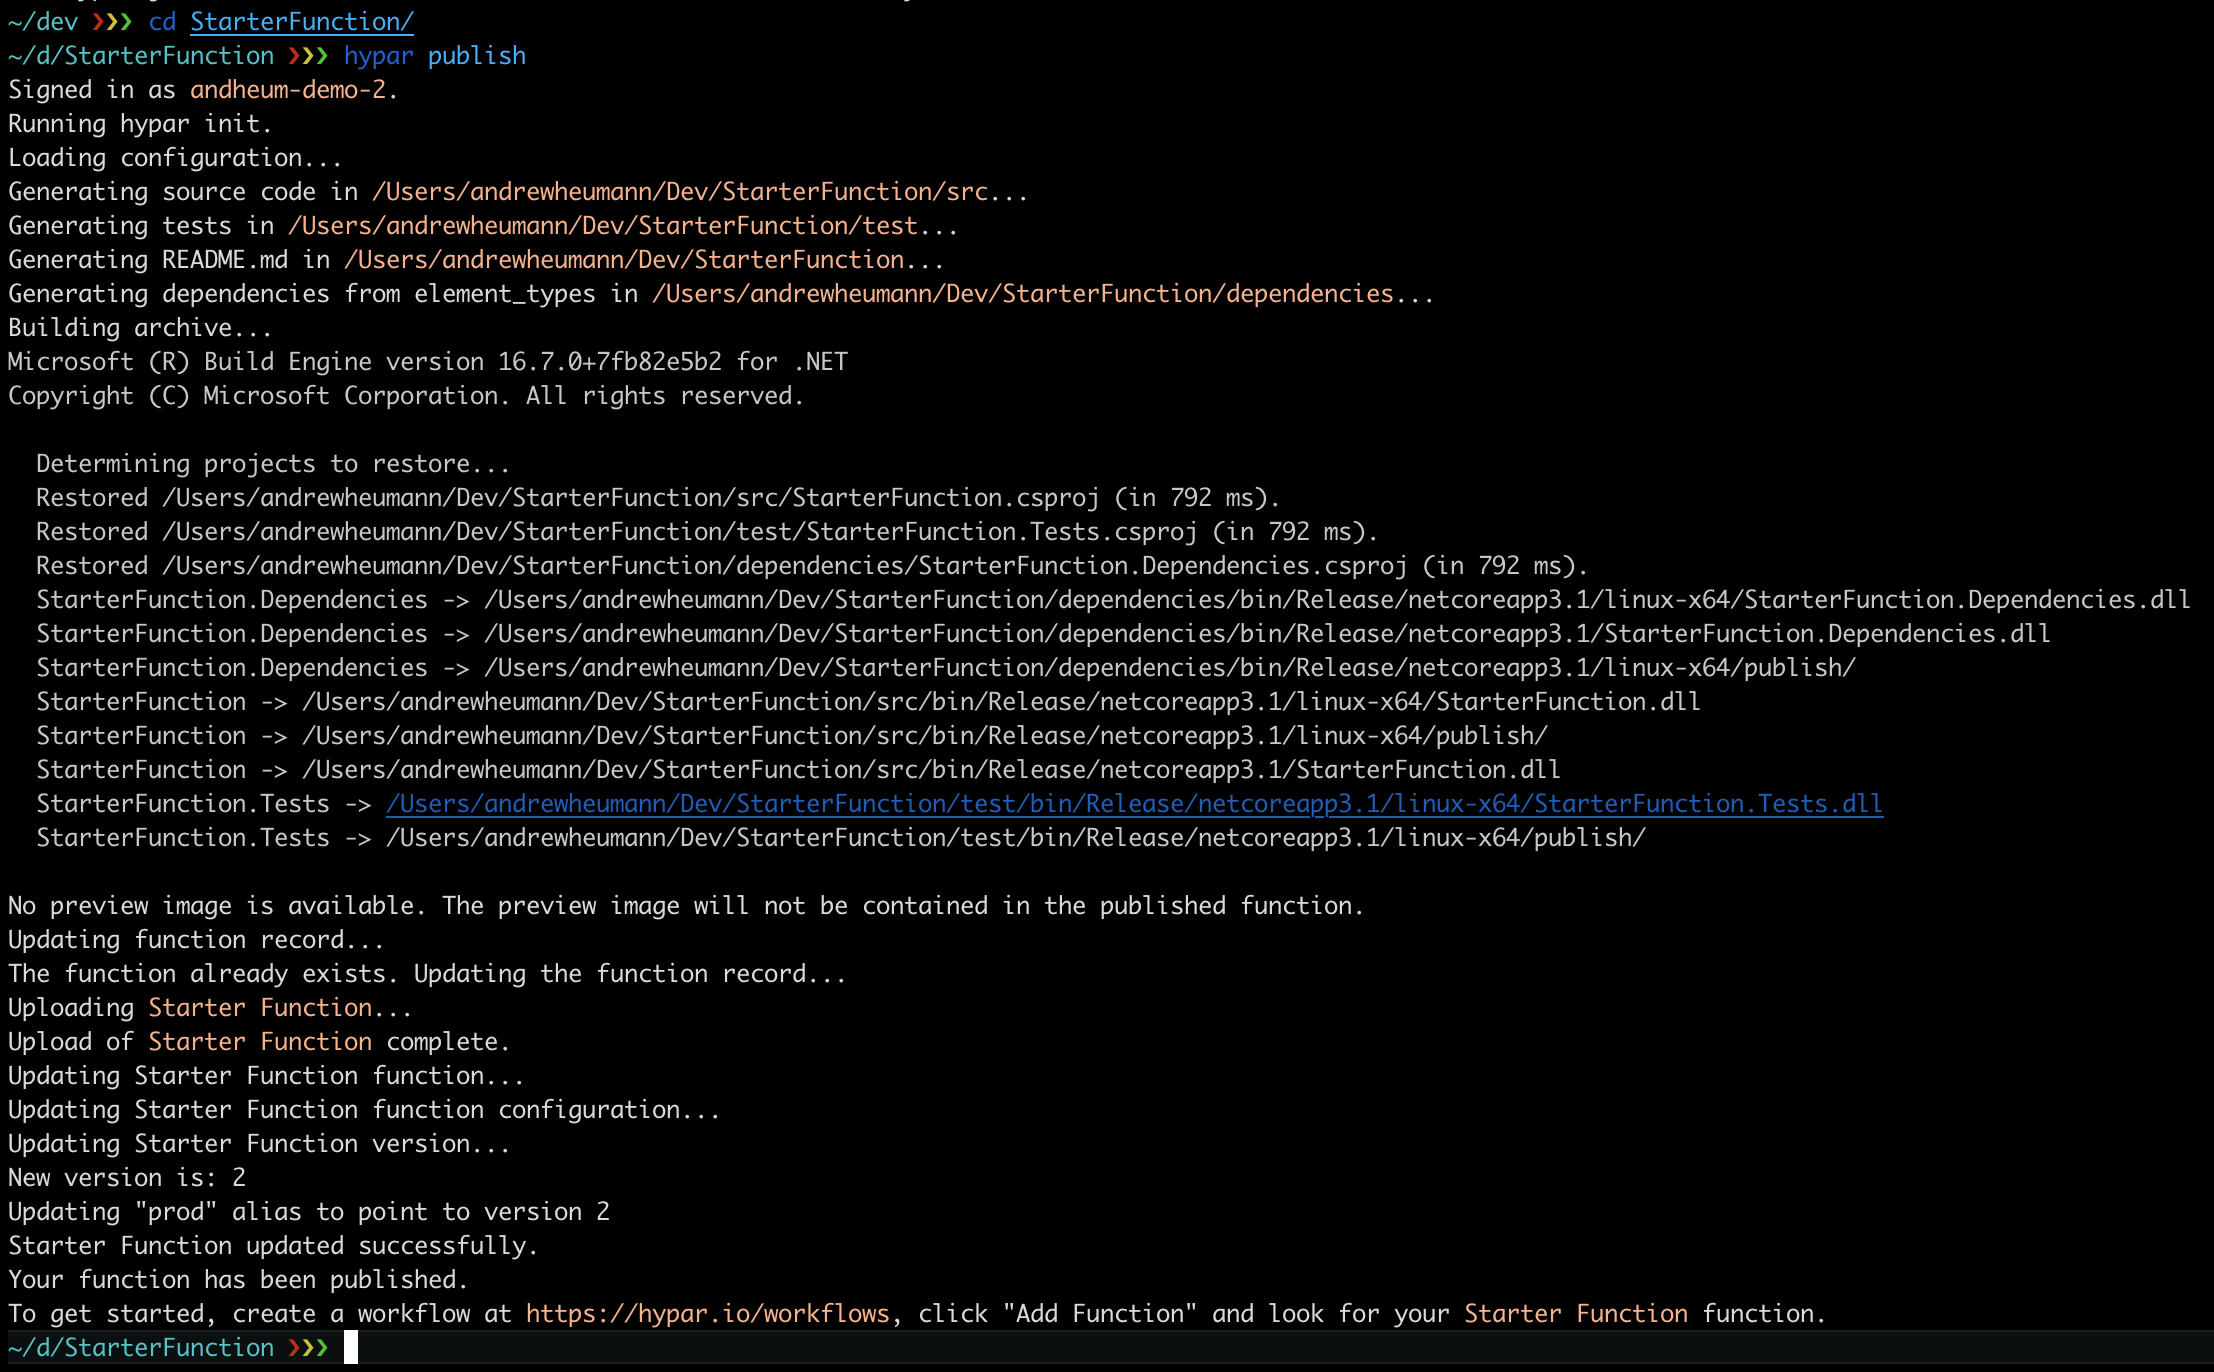 ~/dev ❯❯❯ cd StarterFunction/
~/d/StarterFunction ❯❯❯ hypar publish
Signed in as andheum-demo-2.
Running hypar init.
Loading configuration...
Generating source code in /Users/andrewheumann/Dev/StarterFunction/src...
Generating tests in /Users/andrewheumann/Dev/StarterFunction/test...
Generating README.md in /Users/andrewheumann/Dev/StarterFunction...
Generating dependencies from element_types in /Users/andrewheumann/Dev/StarterFunction/dependencies...
Building archive...
Microsoft (R) Build Engine version 16.7.0+7fb82e5b2 for .NET
Copyright (C) Microsoft Corporation. All rights reserved.
Determining projects to restore...
Restored /Users/andrewheumann/Dev/StarterFunction/src/StarterFunction.csproj (in 792 ms).
Restored /Users/andrewheumann/Dev/StarterFunction/test/StarterFunction.Tests.csproj (in 792 ms).
Restored /Users/andrewheumann/Dev/StarterFunction/dependencies/StarterFunction.Dependencies.csproj (in 792 ms).
StarterFunction.Dependencies -> /Users/andrewheumann/Dev/StarterFunction/dependencies/bin/Release/netcoreapp3.1/linux-x64/StarterFunction.Dependencies.dll
StarterFunction.Dependencies -> /Users/andrewheumann/Dev/StarterFunction/dependencies/bin/Release/netcoreapp3.1/StarterFunction.Dependencies.dll
StarterFunction.Dependencies -> /Users/andrewheumann/Dev/StarterFunction/dependencies/bin/Release/netcoreapp3.1/linux-x64/publish/
StarterFunction -> /Users/andrewheumann/Dev/StarterFunction/src/bin/Release/netcoreapp3.1/linux-x64/StarterFunction.dll
StarterFunction -> /Users/andrewheumann/Dev/StarterFunction/src/bin/Release/netcoreapp3.1/linux-x64/publish/
StarterFunction -> /Users/andrewheumann/Dev/StarterFunction/src/bin/Release/netcoreapp3.1/StarterFunction.dll
StarterFunction.Tests -> /Users/andrewheumann/Dev/StarterFunction/test/bin/Release/netcoreapp3.1/linux-x64/StarterFunction.Tests.dll
StarterFunction.Tests -> /Users/andrewheumann/Dev/StarterFunction/test/bin/Release/netcoreapp3.1/linux-x64/publish/
No preview image is available. The preview image will not be contained in the published function.
Updating function record...
The function already exists. Updating the function record...
Uploading Starter Function...
Upload of Starter Function complete.
Updating Starter Function function...
Updating Starter Function function configuration...
Updating Starter Function version...
New version is: 2
Updating "prod" alias to point to version 2
Starter Function updated successfully.
Your function has been published.
To get started, create a workflow at https://hypar.io/workflows, click "Add Function" and look for your Starter Function function.
~/d/StarterFunction ❯❯❯